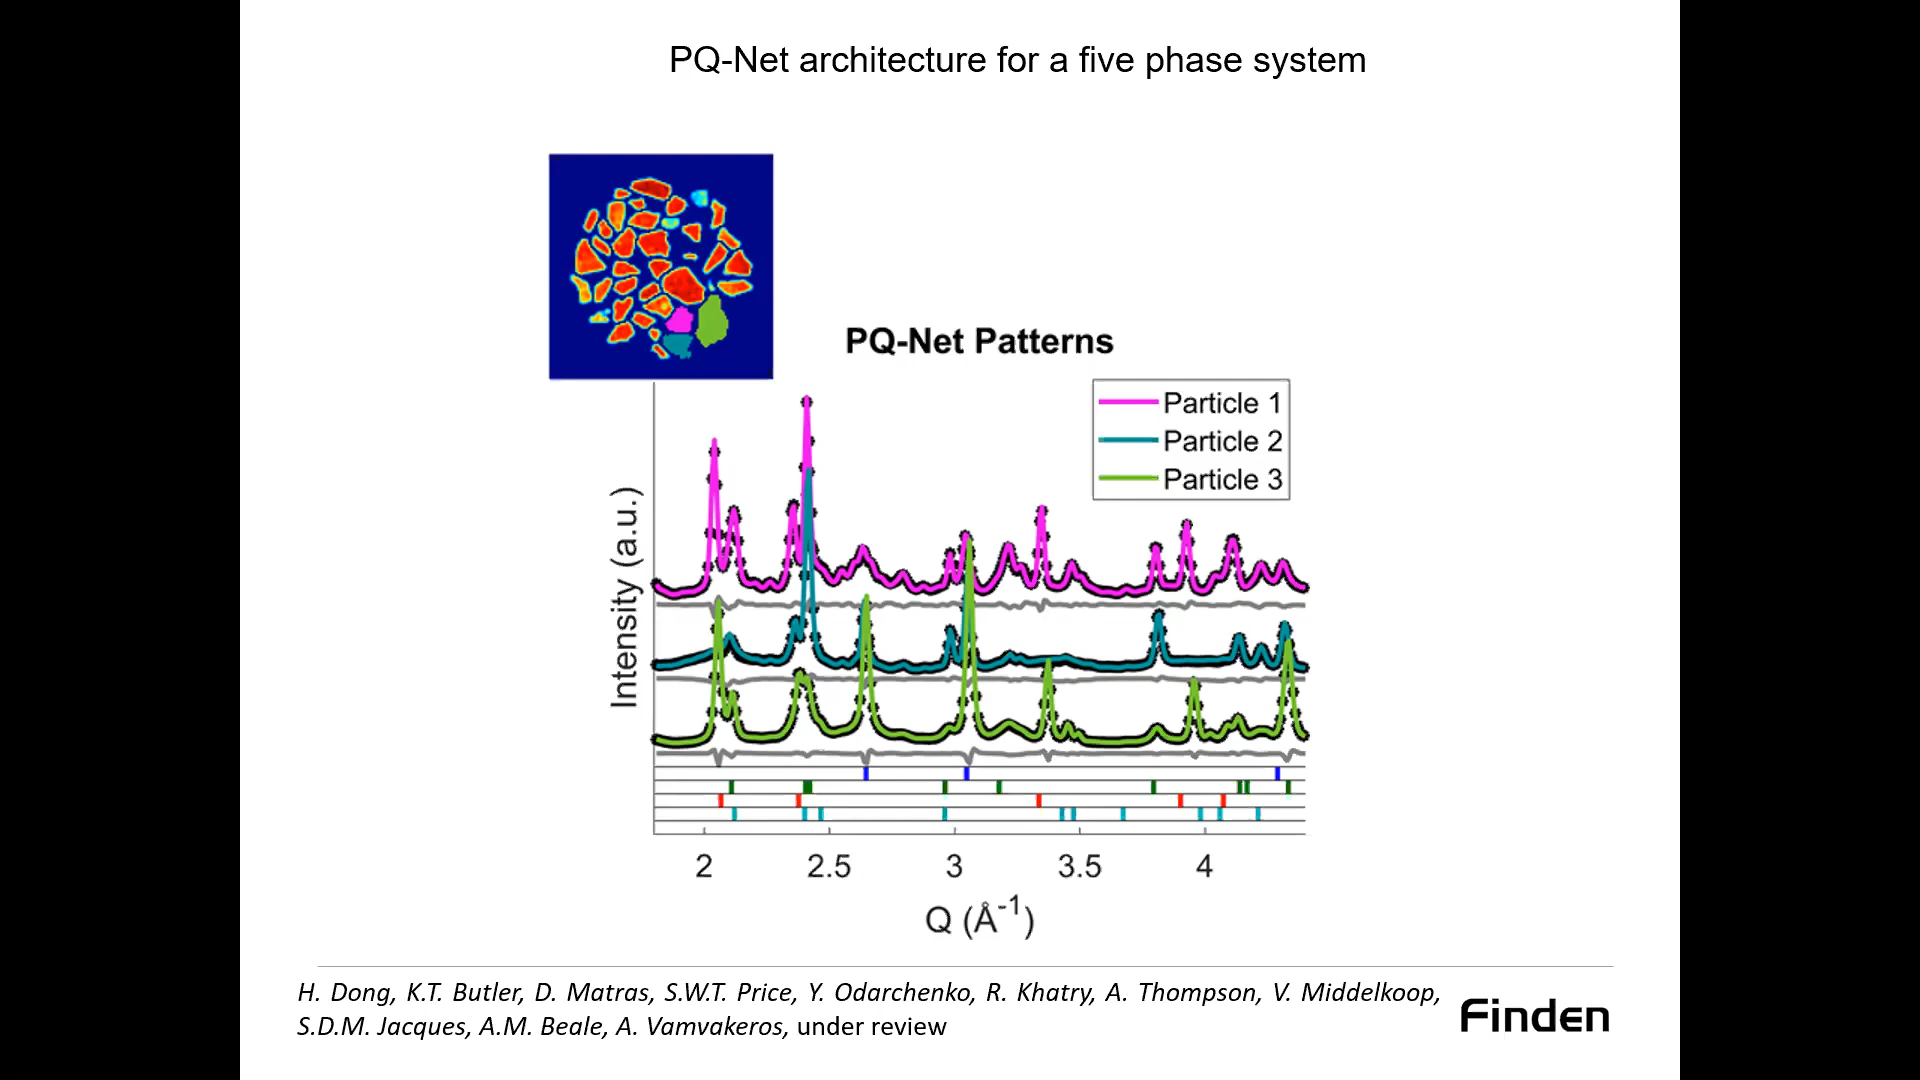 PQ-Net architecture for a five phase system
PQ-Net Patterns
Particle 1
Particle 2
Particle 3
Intensity (a.u.)
2 2.5 3 3.5 4
Q (Å⁻¹)
H. Dong, K.T. Butler, D. Matras, S.W.T. Price, Y. Odarchenko, R. Khatry, A. Thompson, V. Middelkoop,
S.D.M. Jacques, A.M. Beale, A. Vamvakeros, under review
Finden